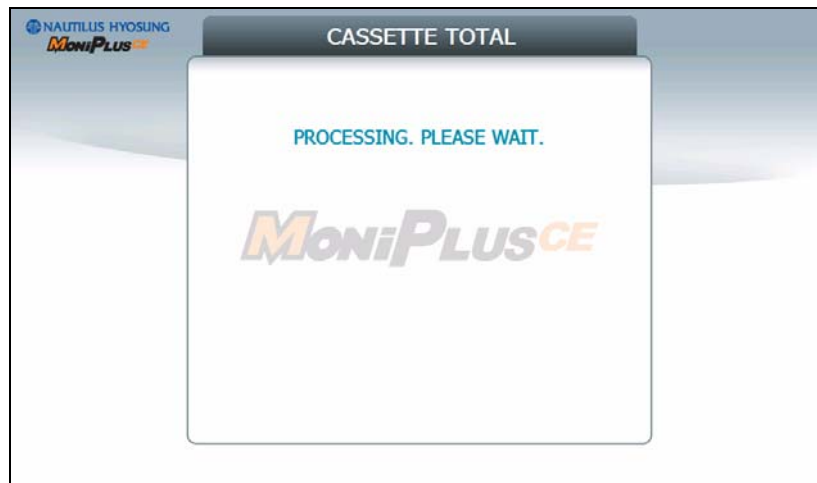 NAUTILUS HYOSUNG
MONiPLUSCE
CASSETTE TOTAL
PROCESSING. PLEASE WAIT.
MONiPLUSCE